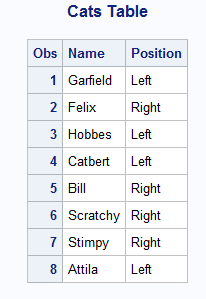 Cats Table
Obs Name Position
1 Garfield Left
2 Felix Right
3 Hobbes Left
4 Catbert Left
5 Bill Right
6 Scratchy Right
7 Stimpy Right
8 Attila Left